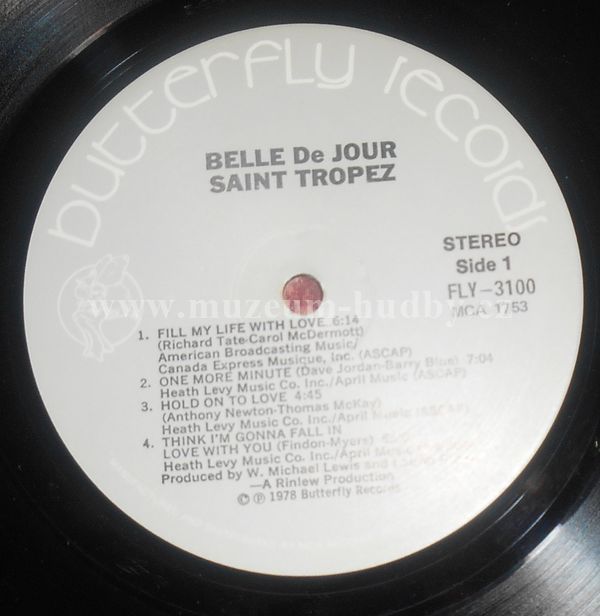 butterfly records
BELLE De JOUR
SAINT TROPEZ
STEREO
Side 1
FLY-3100
MCA 1753
www.muzeum-hudby.cz
1. FILL MY LIFE WITH LOVE 6:14
(Richard Tate-Carol McDermott)
American Broadcasting Music/
Canada Express Musique, Inc. (ASCAP)
2. ONE MORE MINUTE (Dave Jordan-Barry Blue) 7:04
Heath Levy Music Co. Inc./April Music (ASCAP)
3. HOLD ON TO LOVE 4:45
(Anthony Newton-Thomas McKay)
Heath Levy Music Co. Inc./April Music (ASCAP)
4. THINK I'M GONNA FALL IN
LOVE WITH YOU (Findon-Myers)
Heath Levy Music Co. Inc./April Music
Produced by W. Michael Lewis and
—A Rinlew Production
© ℗ 1978 Butterfly Records